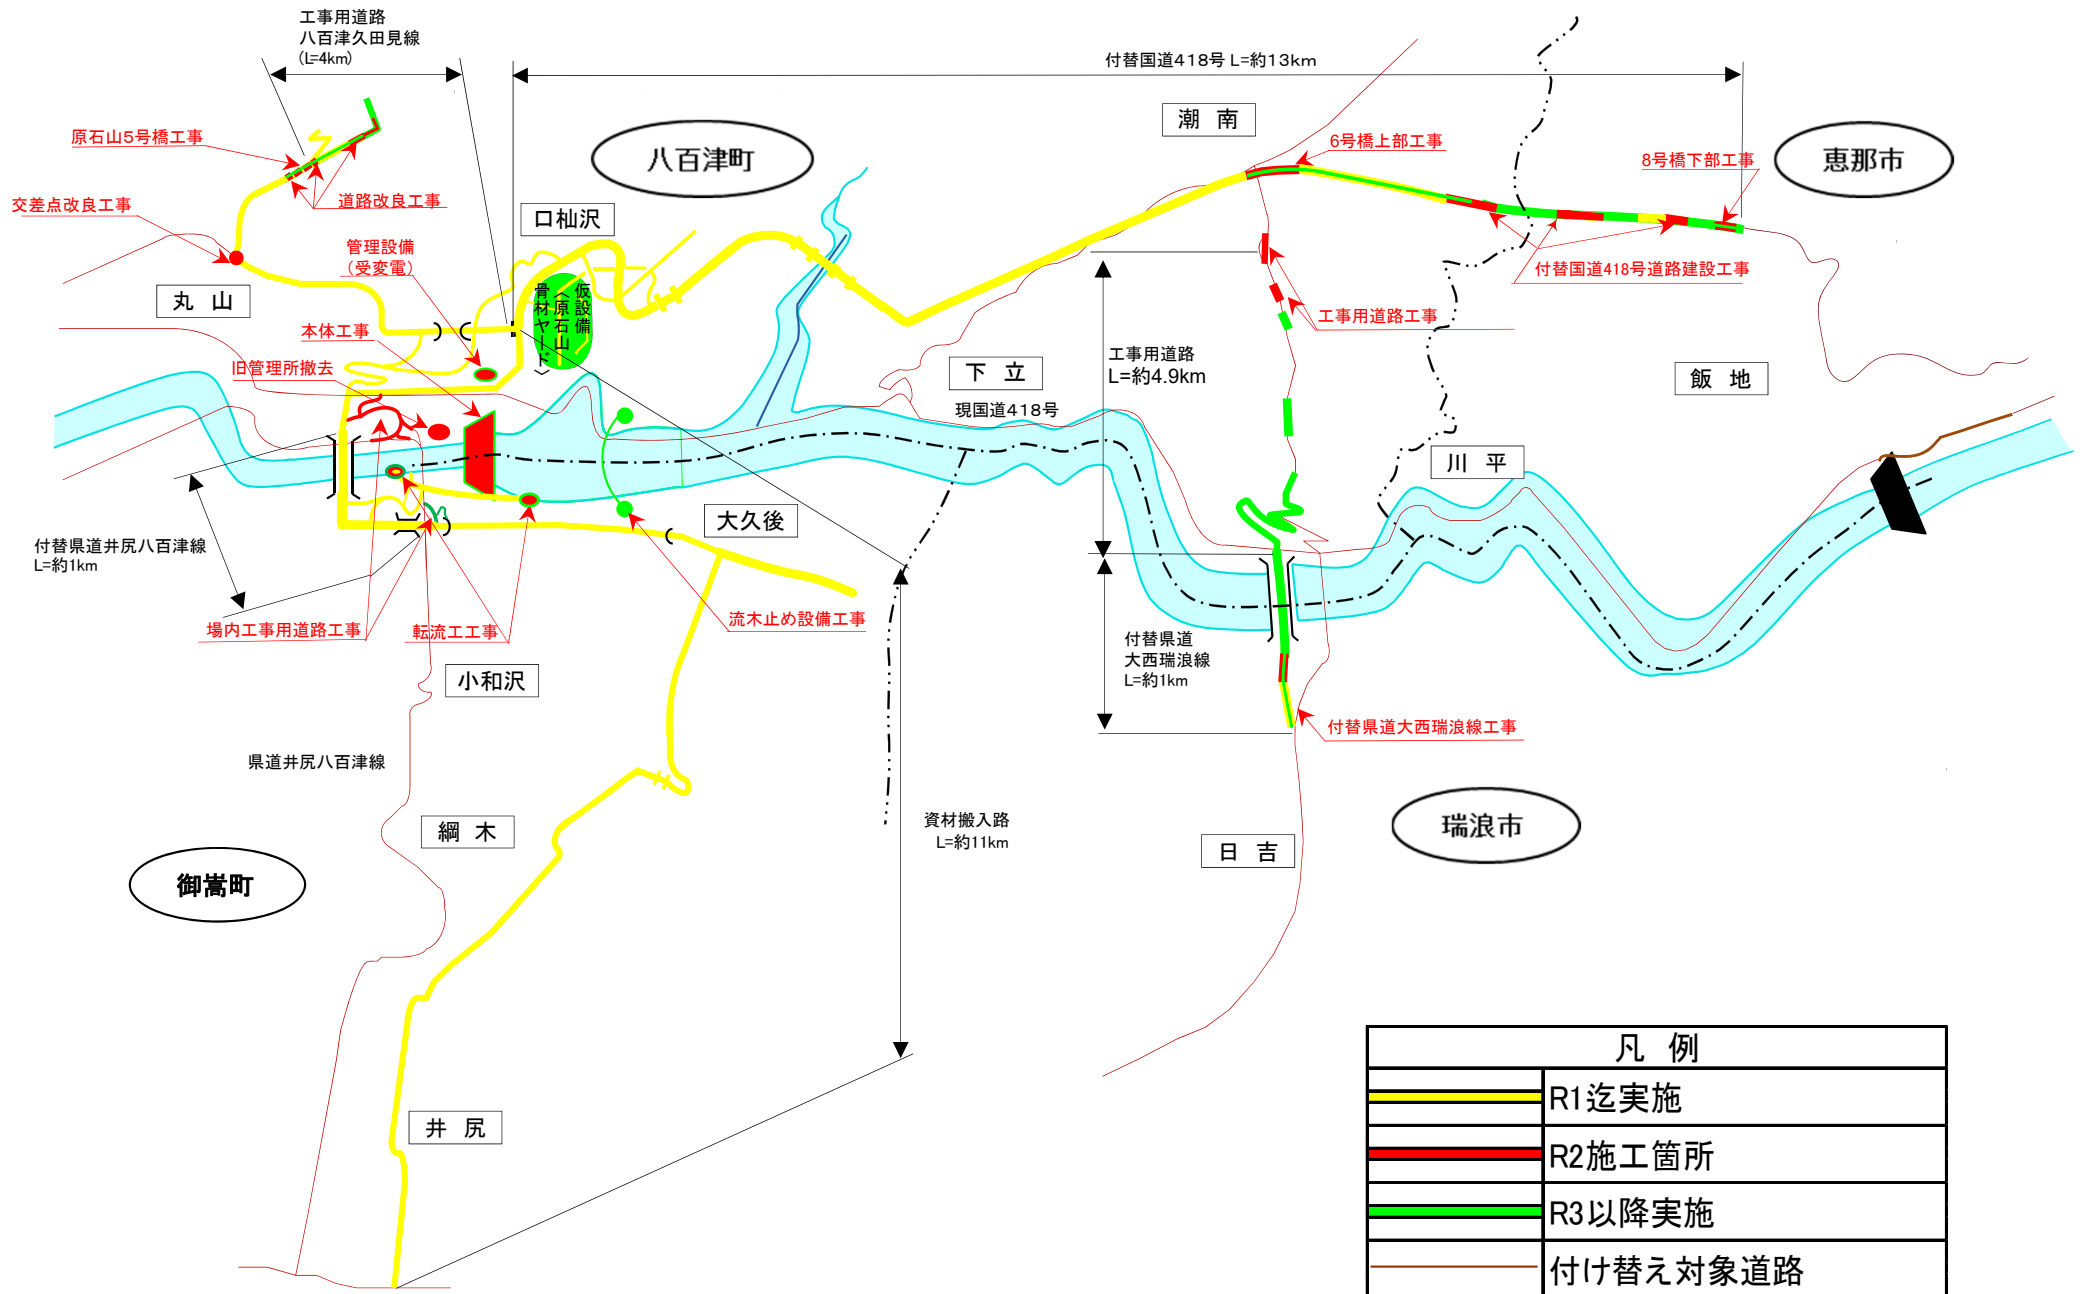 工事用道路
八百津久田見線
(L=4km)
付替国道418号 L=約13km
潮 南
原石山5号橋工事
八百津町
6号橋上部工事
8号橋下部工事
恵那市
交差点改良工事
道路改良工事
口杣沢
管理設備
(受変電)
付替国道418号道路建設工事
丸 山
仮設備
(原石山
骨材ヤード)
本体工事
工事用道路工事
旧管理所撤去
下 立
工事用道路
L=約4.9km
飯 地
現国道418号
川 平
大久後
付替県道井尻八百津線
L=約1km
場内工事用道路工事
転流工工事
流木止め設備工事
付替県道
大西瑞浪線
L=約1km
小和沢
付替県道大西瑞浪線工事
県道井尻八百津線
綱 木
資材搬入路
L=約11km
瑞浪市
日 吉
御嵩町
井 尻
凡 例
R1迄実施
R2施工箇所
R3以降実施
付け替え対象道路